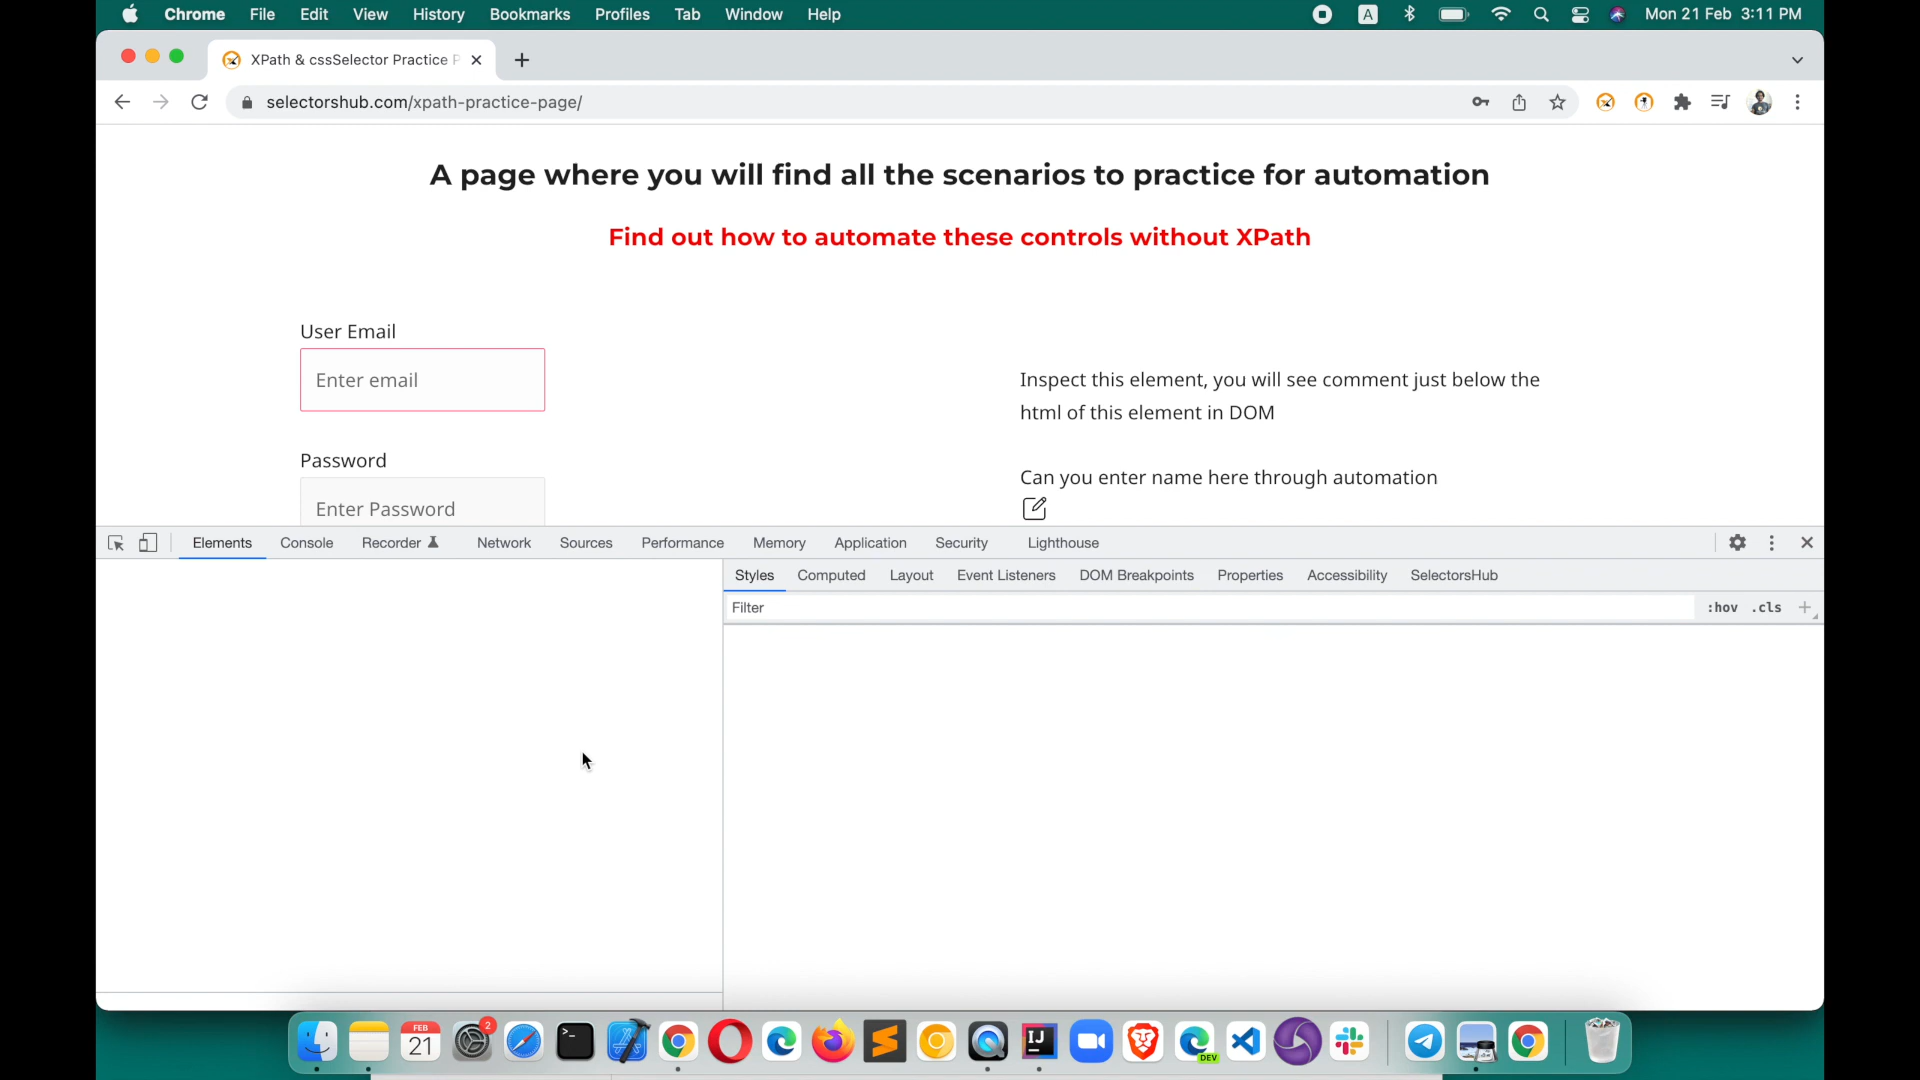 Chrome File Edit View History Bookmarks Profiles Tab Window Help A Mon 21 Feb 3:11 PM
XPath & cssSelector Practice P
selectorshub.com/xpath-practice-page/
A page where you will find all the scenarios to practice for automation
Find out how to automate these controls without XPath
User Email
Enter email
Inspect this element, you will see comment just below the
html of this element in DOM
Password
Can you enter name here through automation
Enter Password
Elements Console Recorder Network Sources Performance Memory Application Security Lighthouse
Styles Computed Layout Event Listeners DOM Breakpoints Properties Accessibility SelectorsHub
Filter :hov .cls
FEB
21
2
>_
IJ
DEV